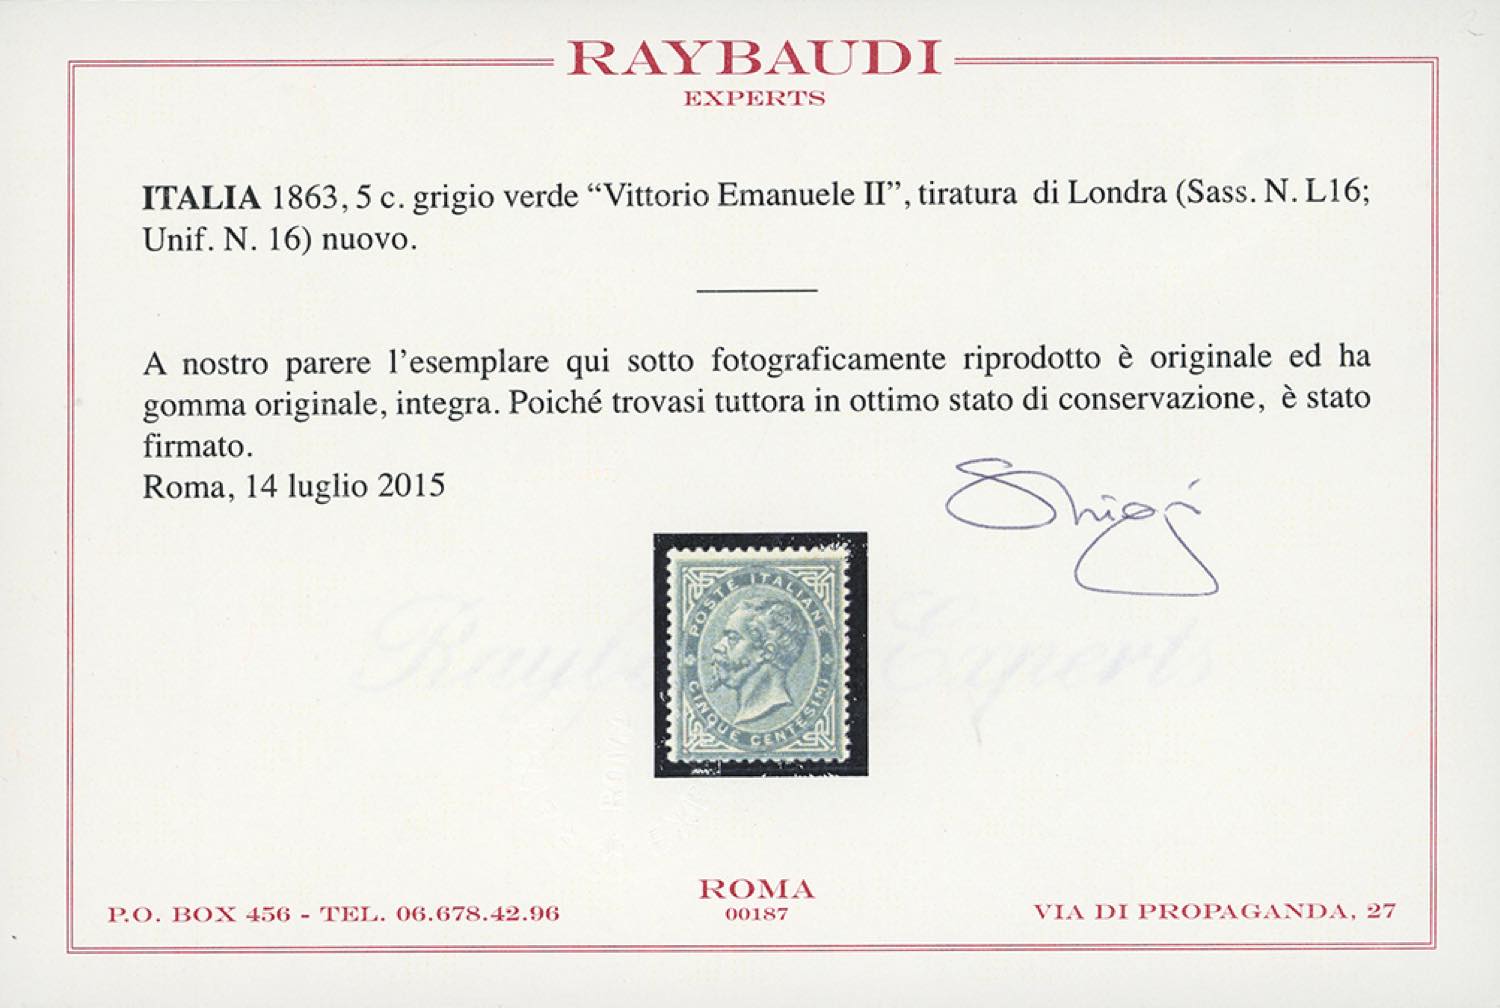 RAYBAUDI
EXPERTS
ITALIA 1863, 5 c. grigio verde “Vittorio Emanuele II”, tiratura di Londra (Sass. N. L16;
Unif. N. 16) nuovo.
A nostro parere l’esemplare qui sotto fotograficamente riprodotto è originale ed ha
gomma originale, integra. Poiché trovasi tuttora in ottimo stato di conservazione, è stato
firmato.
Roma, 14 luglio 2015
POSTE ITALIANE
CINQUE CENTESIMI
Raybaudi Experts
ROMA
00187
P.O. BOX 456 - TEL. 06.678.42.96
VIA DI PROPAGANDA, 27